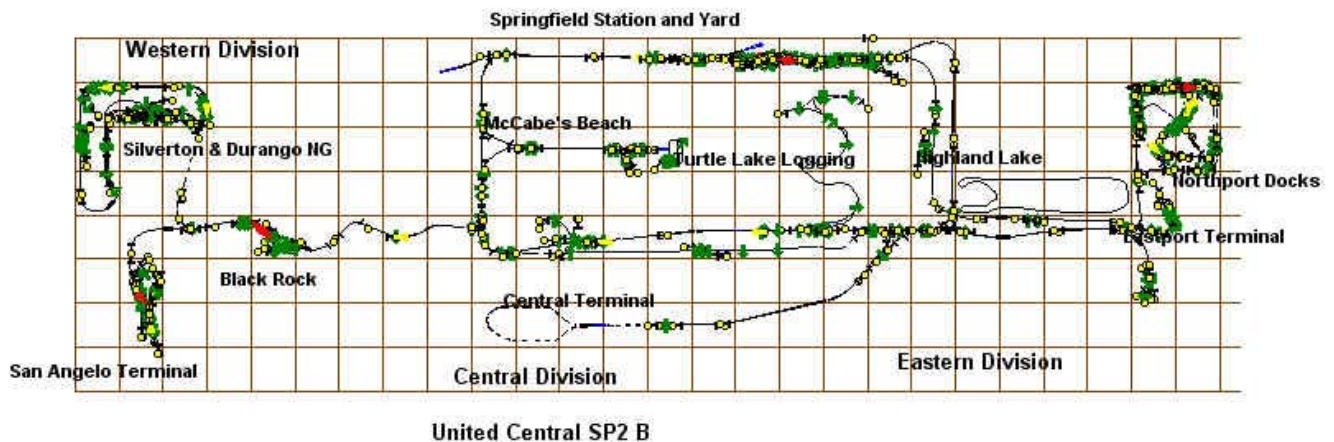 Springfield Station and Yard
Western Division
McCabe's Beach
Silverton & Durango NG
Turtle Lake Logging
Highland Lake
Northport Docks
Eastport Terminal
Black Rock
Central Terminal
San Angelo Terminal
Central Division
Eastern Division
United Central SP2 B